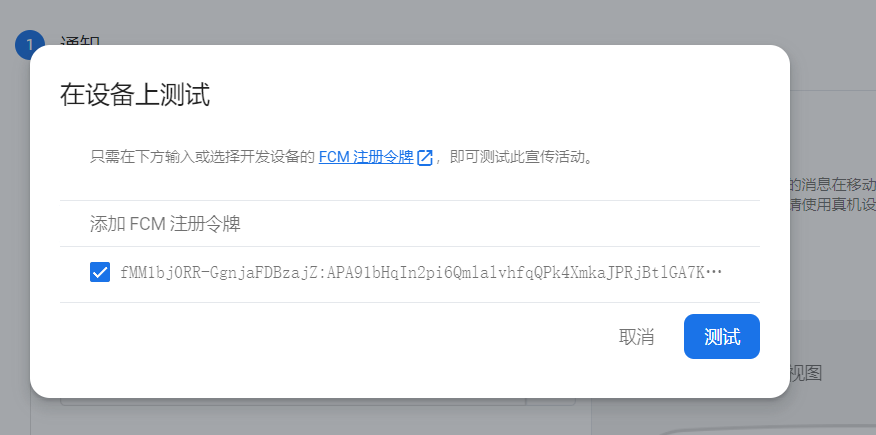 1 通知
在设备上测试
只需在下方输入或选择开发设备的 FCM 注册令牌，即可测试此宣传活动。
的消息在移动
请使用真机设
添加 FCM 注册令牌
fMM1bj0RR-GgnjaFDBzajZ:APA91bHqIn2pi6Qmlalvhf​qQPk4XmkaJPRjBtlGA7K…
取消
测试
视图